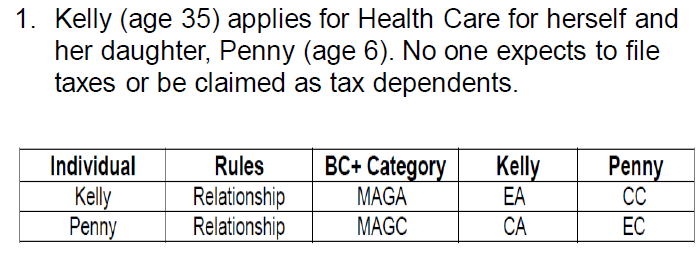 1. Kelly (age 35) applies for Health Care for herself and
her daughter, Penny (age 6). No one expects to file
taxes or be claimed as tax dependents.
Individual Rules BC+ Category Kelly Penny
Kelly Relationship MAGA EA CC
Penny Relationship MAGC CA EC